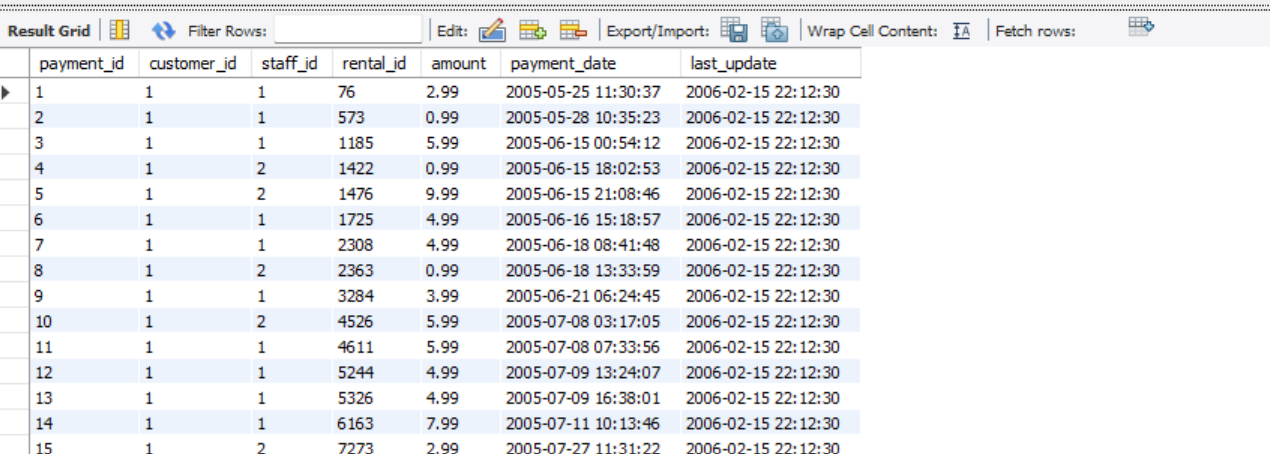 Result Grid Filter Rows: Edit: Export/Import: Wrap Cell Content: IA Fetch rows:
payment_id customer_id staff_id rental_id amount payment_date last_update
1 1 1 76 2.99 2005-05-25 11:30:37 2006-02-15 22:12:30
2 1 1 573 0.99 2005-05-28 10:35:23 2006-02-15 22:12:30
3 1 1 1185 5.99 2005-06-15 00:54:12 2006-02-15 22:12:30
4 1 2 1422 0.99 2005-06-15 18:02:53 2006-02-15 22:12:30
5 1 2 1476 9.99 2005-06-15 21:08:46 2006-02-15 22:12:30
6 1 1 1725 4.99 2005-06-16 15:18:57 2006-02-15 22:12:30
7 1 1 2308 4.99 2005-06-18 08:41:48 2006-02-15 22:12:30
8 1 2 2363 0.99 2005-06-18 13:33:59 2006-02-15 22:12:30
9 1 1 3284 3.99 2005-06-21 06:24:45 2006-02-15 22:12:30
10 1 2 4526 5.99 2005-07-08 03:17:05 2006-02-15 22:12:30
11 1 1 4611 5.99 2005-07-08 07:33:56 2006-02-15 22:12:30
12 1 1 5244 4.99 2005-07-09 13:24:07 2006-02-15 22:12:30
13 1 1 5326 4.99 2005-07-09 16:38:01 2006-02-15 22:12:30
14 1 1 6163 7.99 2005-07-11 10:13:46 2006-02-15 22:12:30
15 1 2 7273 2.99 2005-07-27 11:31:22 2006-02-15 22:12:30